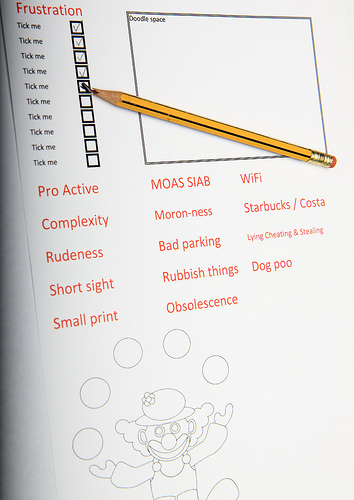 Frustration
Tick me
Tick me
Tick me
Tick me
Tick me
Tick me
Tick me
Tick me
Tick me
Tick me
Doodle space
Pro Active
Complexity
Rudeness
Short sight
Small print
MOAS SIAB
Moron-ness
Bad parking
Rubbish things
Obsolescence
WiFi
Starbucks / Costa
Lying Cheating & Stealing
Dog poo